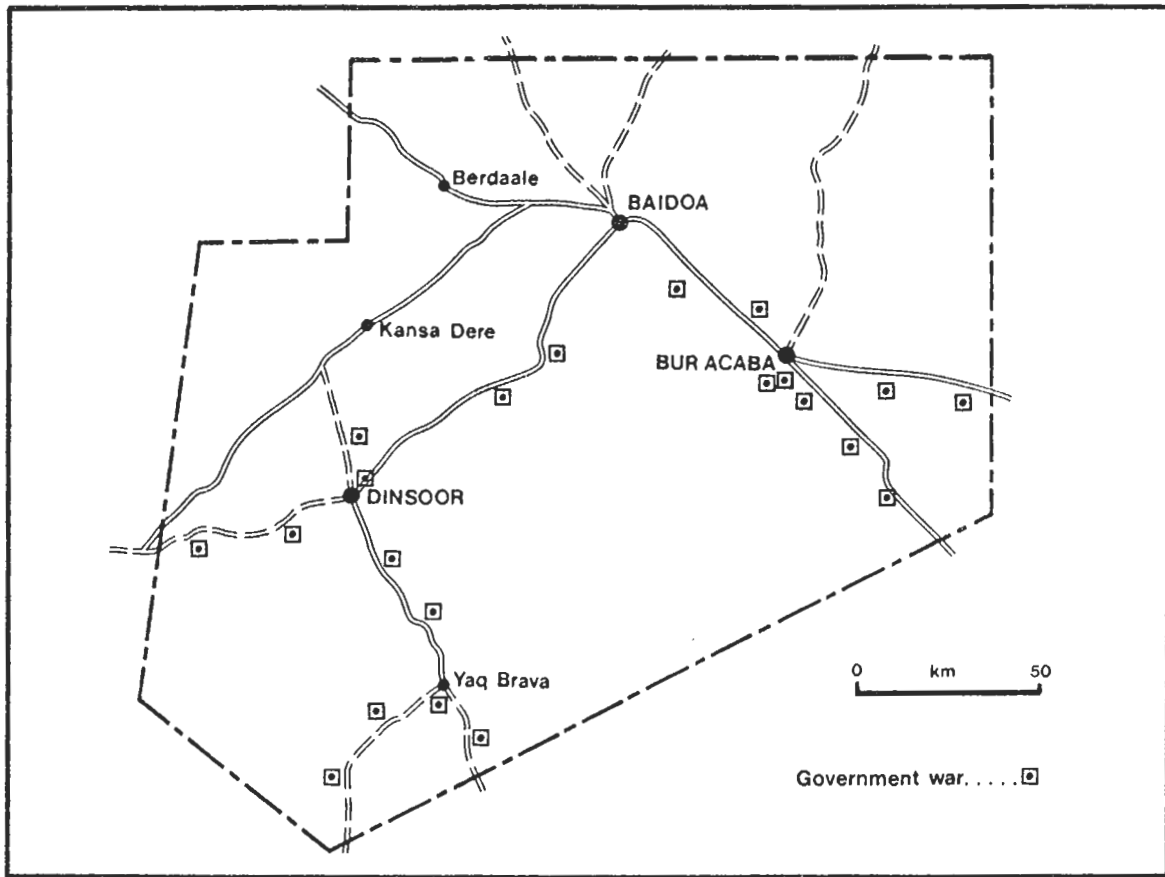 Berdaale
BAIDOA
Kansa Dere
BUR ACABA
DINSOOR
Yaq Brava
0 km 50
Government war.....